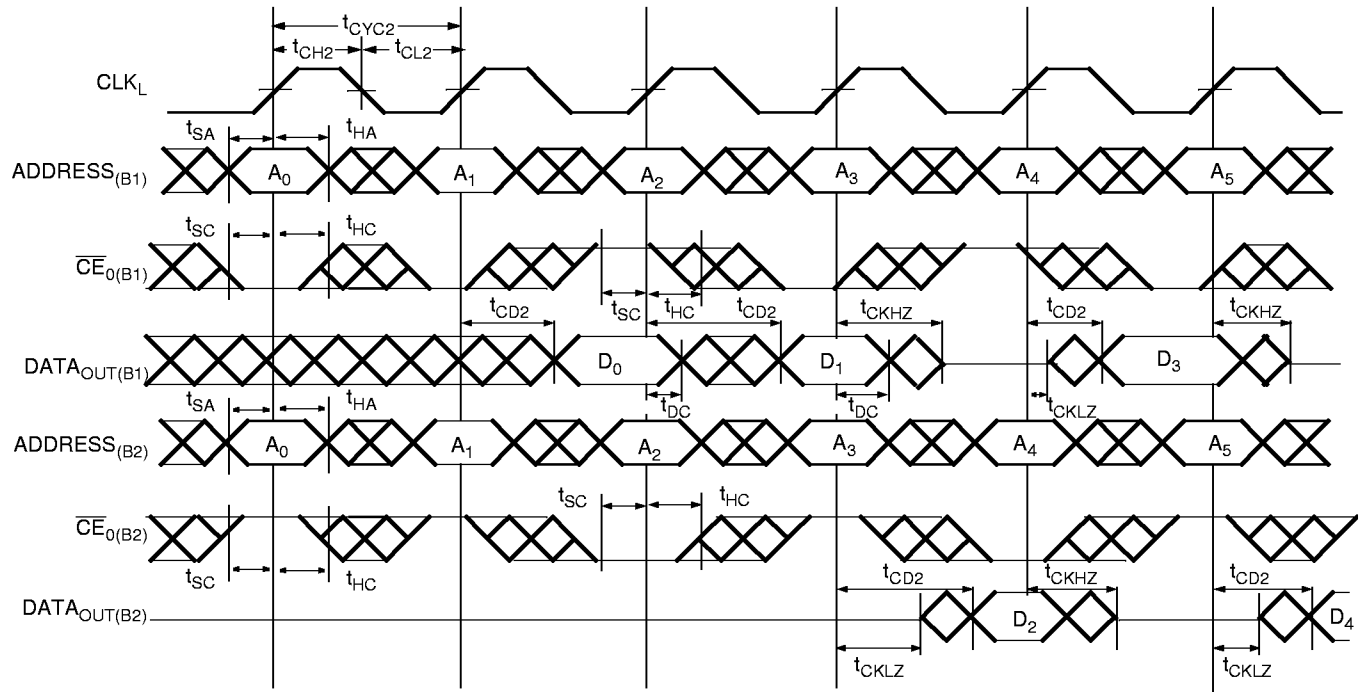 tCYC2
tCH2 tCL2
CLKL
tSA tHA
ADDRESS(B1) A0 A1 A2 A3 A4 A5
tSC tHC
CE0(B1)
tSC tHC
tCD2 tCD2 tCKHZ tCD2 tCKHZ
DATAOUT(B1) D0 D1 D3
tDC tDC tCKLZ
tSA tHA
ADDRESS(B2) A0 A1 A2 A3 A4 A5
tSC tHC
CE0(B2)
tSC tHC tCD2 tCKHZ tCD2
DATAOUT(B2) D2 D4
tCKLZ tCKLZ